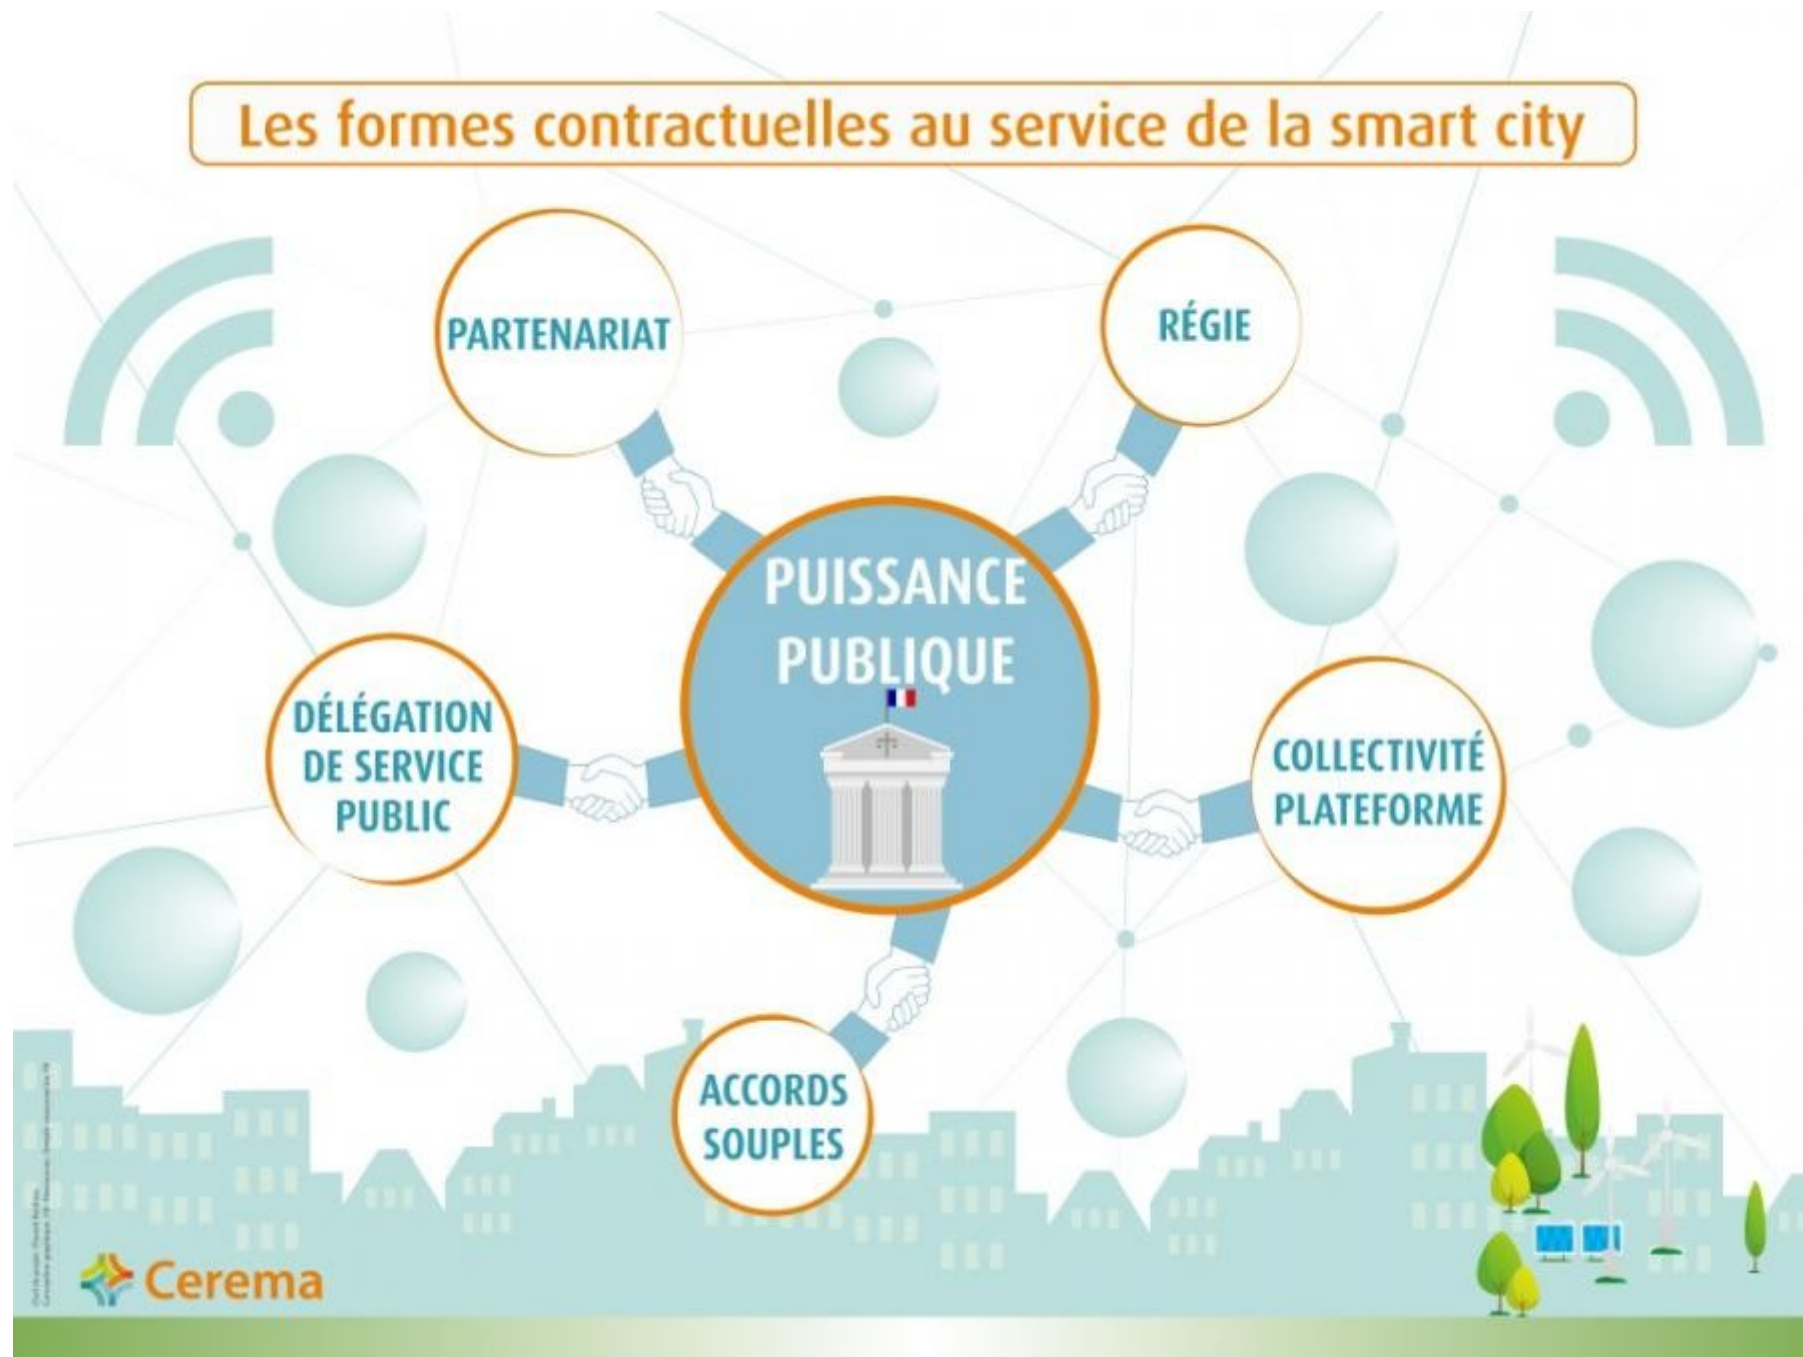 Les formes contractuelles au service de la smart city
PARTENARIAT
RÉGIE
PUISSANCE
PUBLIQUE
DÉLÉGATION
DE SERVICE
PUBLIC
COLLECTIVITÉ
PLATEFORME
ACCORDS
SOUPLES
Cerema